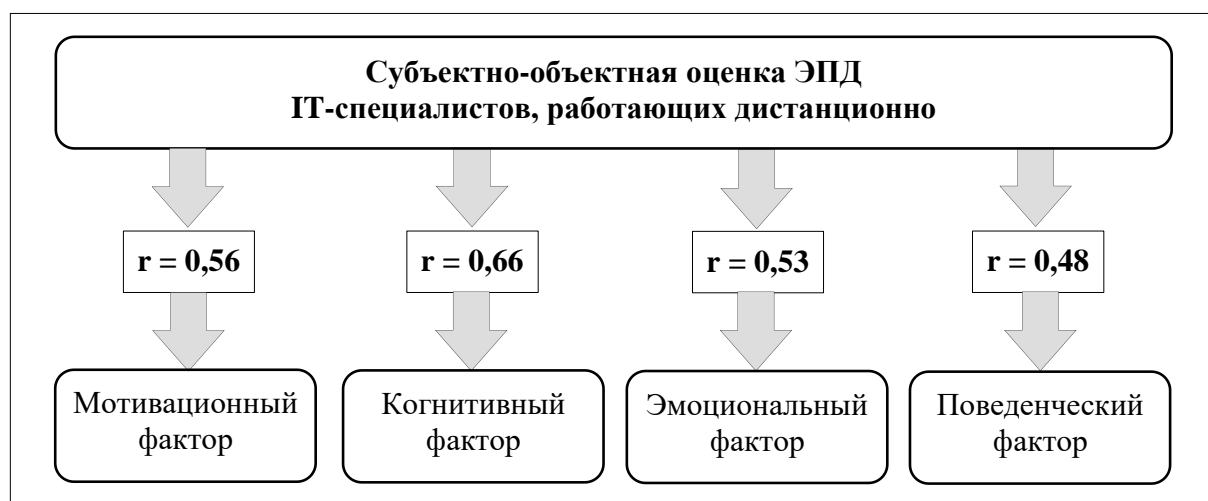 Субъектно-объектная оценка ЭПД
IT-специалистов, работающих дистанционно
r = 0,56
r = 0,66
r = 0,53
r = 0,48
Мотивационный
фактор
Когнитивный
фактор
Эмоциональный
фактор
Поведенческий
фактор